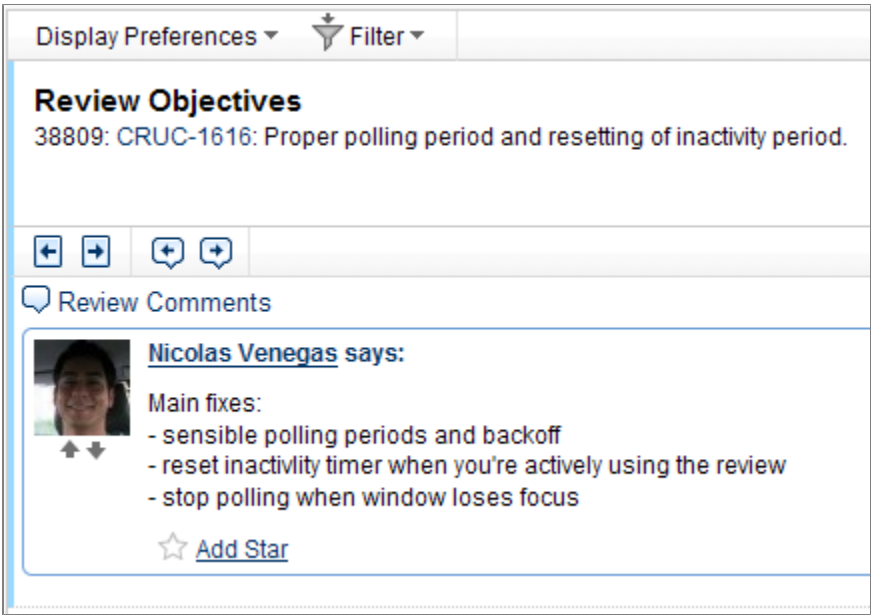 Display Preferences Filter
Review Objectives
38809: CRUC-1616: Proper polling period and resetting of inactivity period.
Review Comments
Nicolas Venegas says:
Main fixes:
- sensible polling periods and backoff
- reset inactivlity timer when you're actively using the review
- stop polling when window loses focus
Add Star